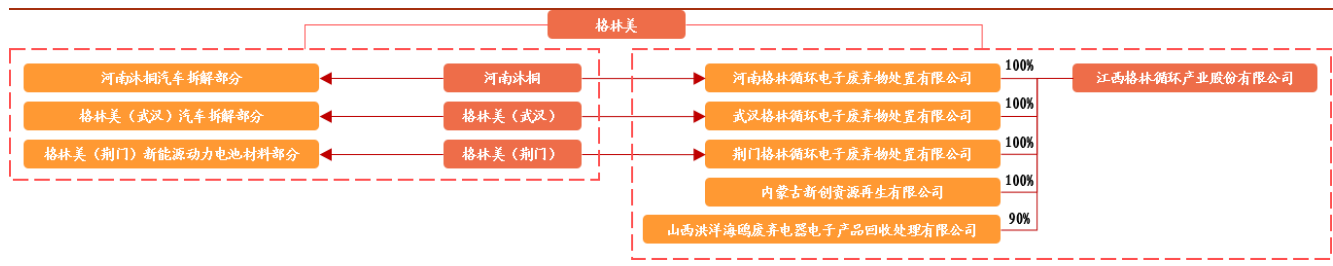 格林美
河南沐桐汽车拆解部分
河南沐桐
河南格林循环电子废弃物处置有限公司
100%
江西格林循环产业股份有限公司
格林美（武汉）汽车拆解部分
格林美（武汉）
武汉格林循环电子废弃物处置有限公司
100%
格林美（荆门）新能源动力电池材料部分
格林美（荆门）
荆门格林循环电子废弃物处置有限公司
100%
内蒙古新创资源再生有限公司
100%
山西洪洋海鸥废弃电器电子产品回收处理有限公司
90%